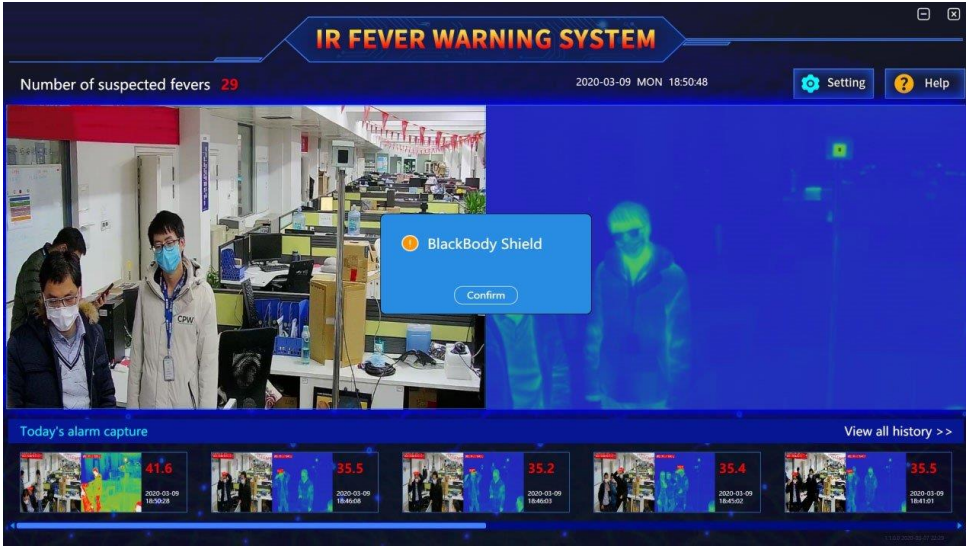 IR FEVER WARNING SYSTEM
Number of suspected fevers 29
2020-03-09 MON 18:50:48
Setting
Help
BlackBody Shield
Confirm
CPW
Today's alarm capture
View all history >>
41.6
2020-03-09
18:50:28
35.5
2020-03-09
18:46:08
35.2
2020-03-09
18:46:03
35.4
2020-03-09
18:45:02
35.5
2020-03-09
18:41:01